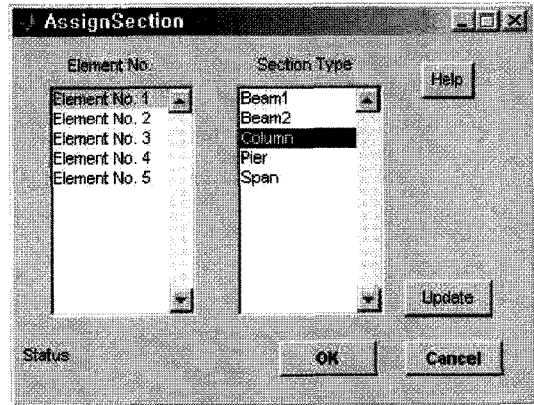 AssignSection
Element No.
Section Type
Help
Element No. 1
Element No. 2
Element No. 3
Element No. 4
Element No. 5
Beam1
Beam2
Column
Pier
Span
Update
Status
OK
Cancel